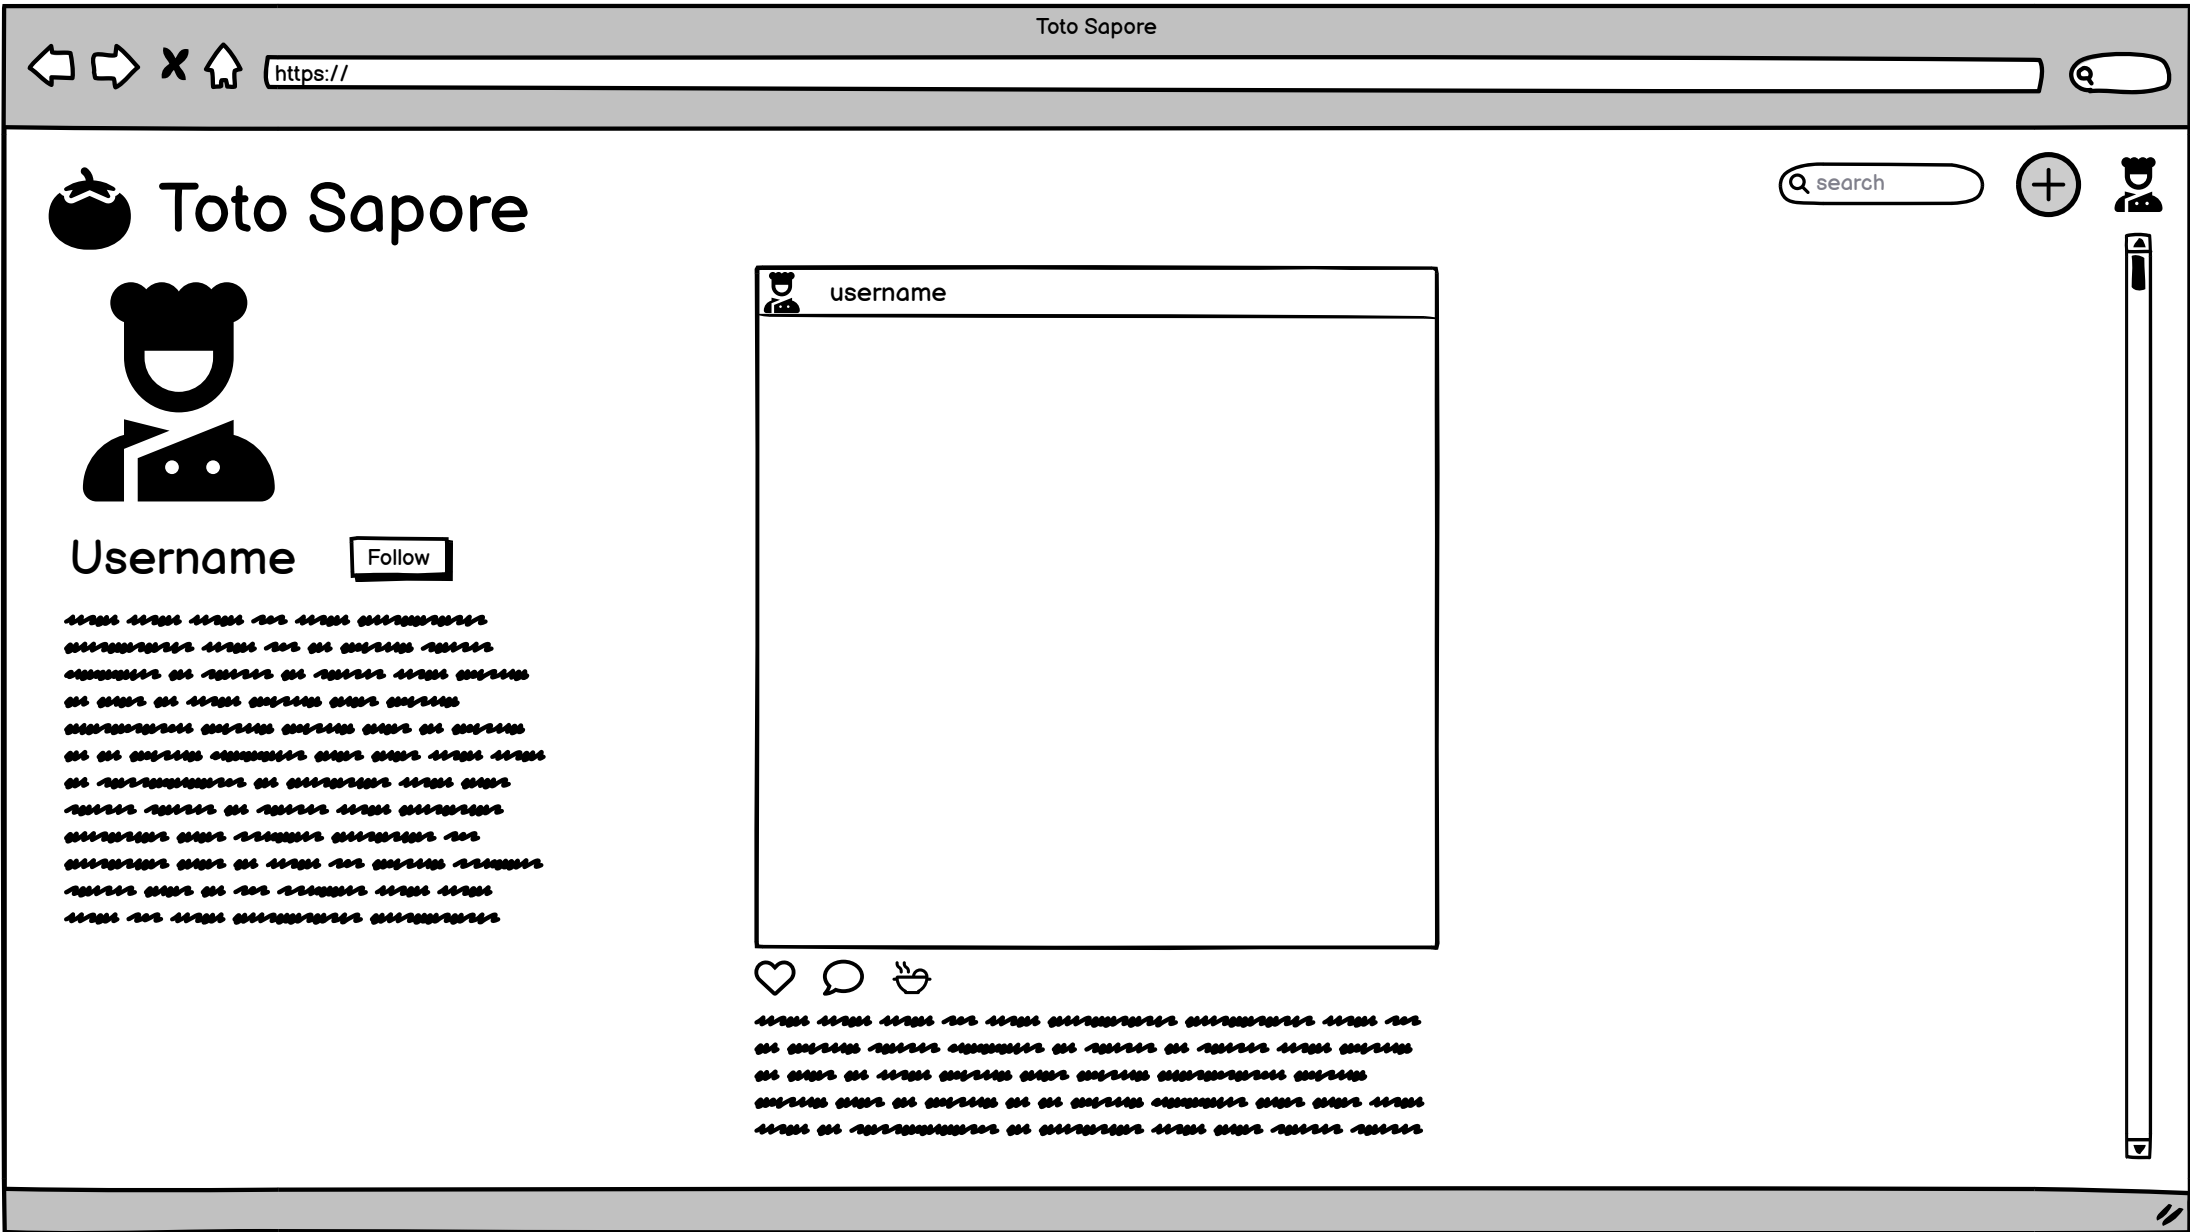 Toto Sapore
https://
Toto Sapore
search
username
Username
Follow